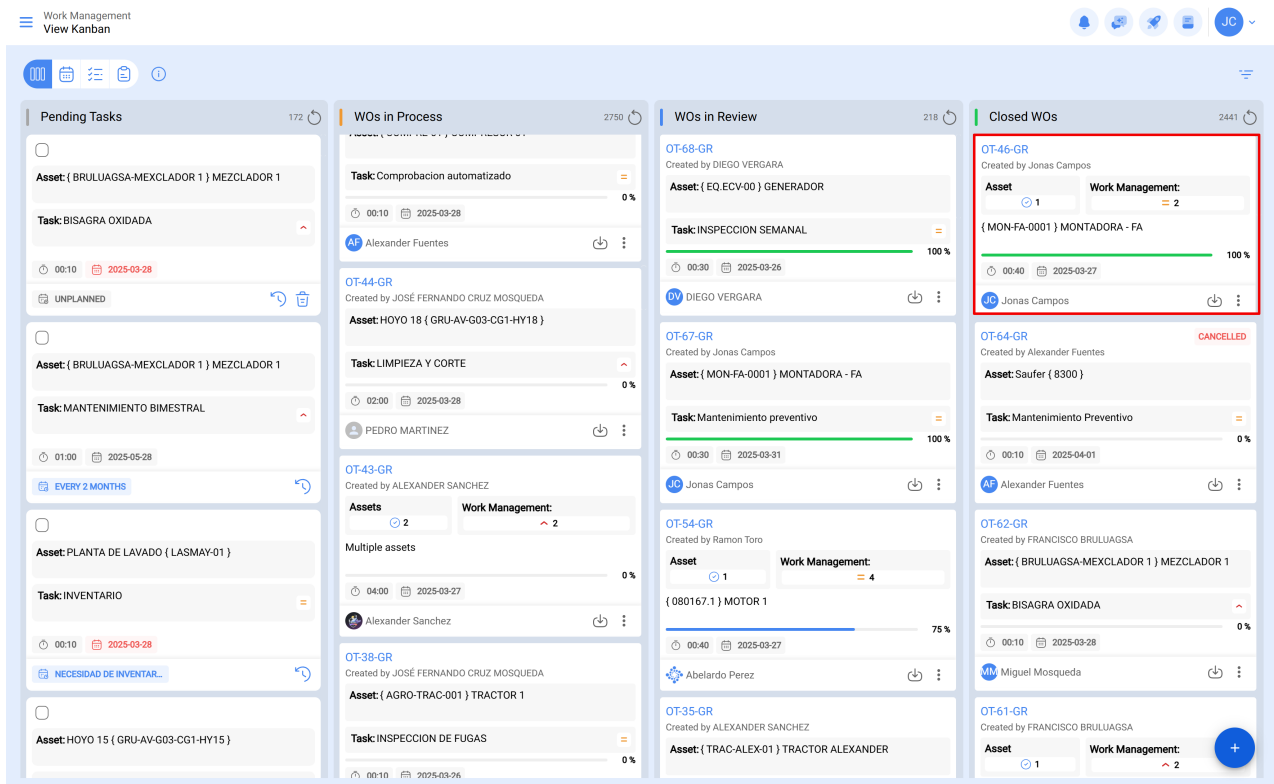 Work Management
View Kanban
JC
Pending Tasks
172
Asset: { BRULUAGSA-MEXCLADOR 1 } MEZCLADOR 1
Task: BISAGRA OXIDADA
00:10 2025-03-28
UNPLANNED
Asset: { BRULUAGSA-MEXCLADOR 1 } MEZCLADOR 1
Task: MANTENIMIENTO BIMESTRAL
01:00 2025-05-28
EVERY 2 MONTHS
Asset: PLANTA DE LAVADO { LASMAY-01 }
Task: INVENTARIO
00:10 2025-03-28
NECESIDAD DE INVENTAR...
Asset: HOYO 15 { GRU-AV-G03-CG1-HY15 }
WOs in Process
2750
Task: Comprobacion automatizado
0 %
00:10 2025-03-28
AF Alexander Fuentes
OT-44-GR
Created by JOSÉ FERNANDO CRUZ MOSQUEDA
Asset: HOYO 18 { GRU-AV-G03-CG1-HY18 }
Task: LIMPIEZA Y CORTE
0 %
02:00 2025-03-28
PEDRO MARTINEZ
OT-43-GR
Created by ALEXANDER SANCHEZ
Assets Work Management:
2 2
Multiple assets
0 %
04:00 2025-03-27
Alexander Sanchez
OT-38-GR
Created by JOSÉ FERNANDO CRUZ MOSQUEDA
Asset: { AGRO-TRAC-001 } TRACTOR 1
Task: INSPECCION DE FUGAS
0 %
00:10 2025-03-26
WOs in Review
218
OT-68-GR
Created by DIEGO VERGARA
Asset: { EQ.ECV-00 } GENERADOR
Task: INSPECCION SEMANAL
100 %
00:30 2025-03-26
DV DIEGO VERGARA
OT-67-GR
Created by Jonas Campos
Asset: { MON-FA-0001 } MONTADORA - FA
Task: Mantenimiento preventivo
100 %
00:30 2025-03-31
JC Jonas Campos
OT-54-GR
Created by Ramon Toro
Asset Work Management:
1 4
{ 080167.1 } MOTOR 1
75 %
00:40 2025-03-27
Abelardo Perez
OT-35-GR
Created by ALEXANDER SANCHEZ
Asset: { TRAC-ALEX-01 } TRACTOR ALEXANDER
Closed WOs
2441
OT-46-GR
Created by Jonas Campos
Asset Work Management:
1 2
{ MON-FA-0001 } MONTADORA - FA
100 %
00:40 2025-03-27
JC Jonas Campos
OT-64-GR CANCELLED
Created by Alexander Fuentes
Asset: Saufer { 8300 }
Task: Mantenimiento Preventivo
0 %
00:10 2025-04-01
AF Alexander Fuentes
OT-62-GR
Created by FRANCISCO BRULUAGSA
Asset: { BRULUAGSA-MEXCLADOR 1 } MEZCLADOR 1
Task: BISAGRA OXIDADA
0 %
00:10 2025-03-28
MM Miguel Mosqueda
OT-61-GR
Created by FRANCISCO BRULUAGSA
Asset Work Management:
1 2